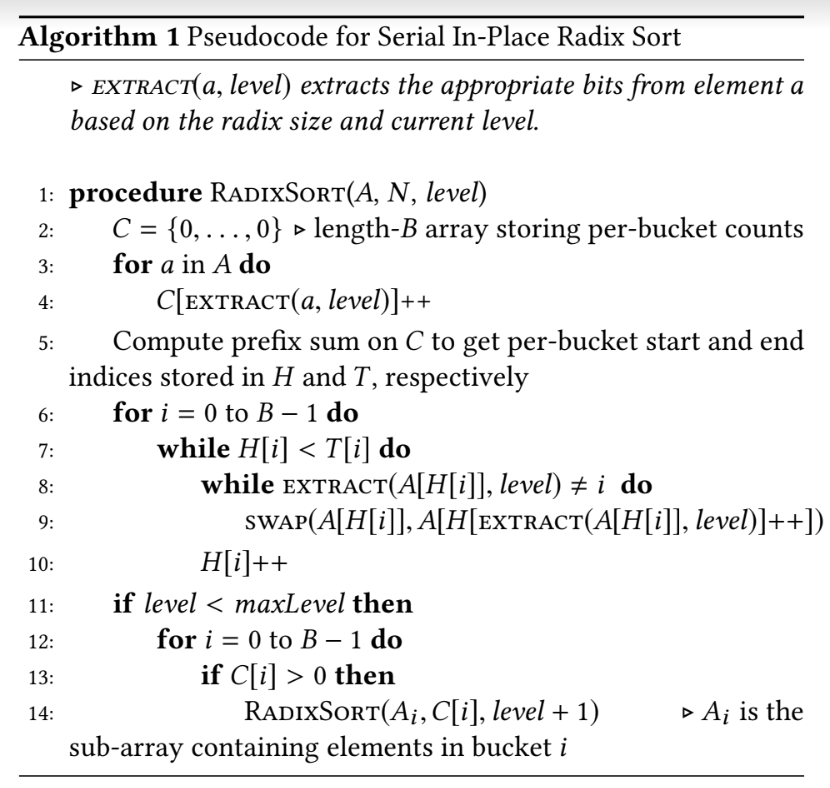 Algorithm 1 Pseudocode for Serial In-Place Radix Sort
▷ EXTRACT(a, level) extracts the appropriate bits from element a
based on the radix size and current level.
1: procedure RADIXSORT(A, N, level)
2: C = {0, . . . , 0} ▷ length-B array storing per-bucket counts
3: for a in A do
4: C[EXTRACT(a, level)]++
5: Compute prefix sum on C to get per-bucket start and end
indices stored in H and T, respectively
6: for i = 0 to B − 1 do
7: while H[i] < T[i] do
8: while EXTRACT(A[H[i]], level) ≠ i do
9: SWAP(A[H[i]], A[H[EXTRACT(A[H[i]], level)]++])
10: H[i]++
11: if level < maxLevel then
12: for i = 0 to B − 1 do
13: if C[i] > 0 then
14: RADIXSORT(Aᵢ, C[i], level + 1) ▷ Aᵢ is the
sub-array containing elements in bucket i